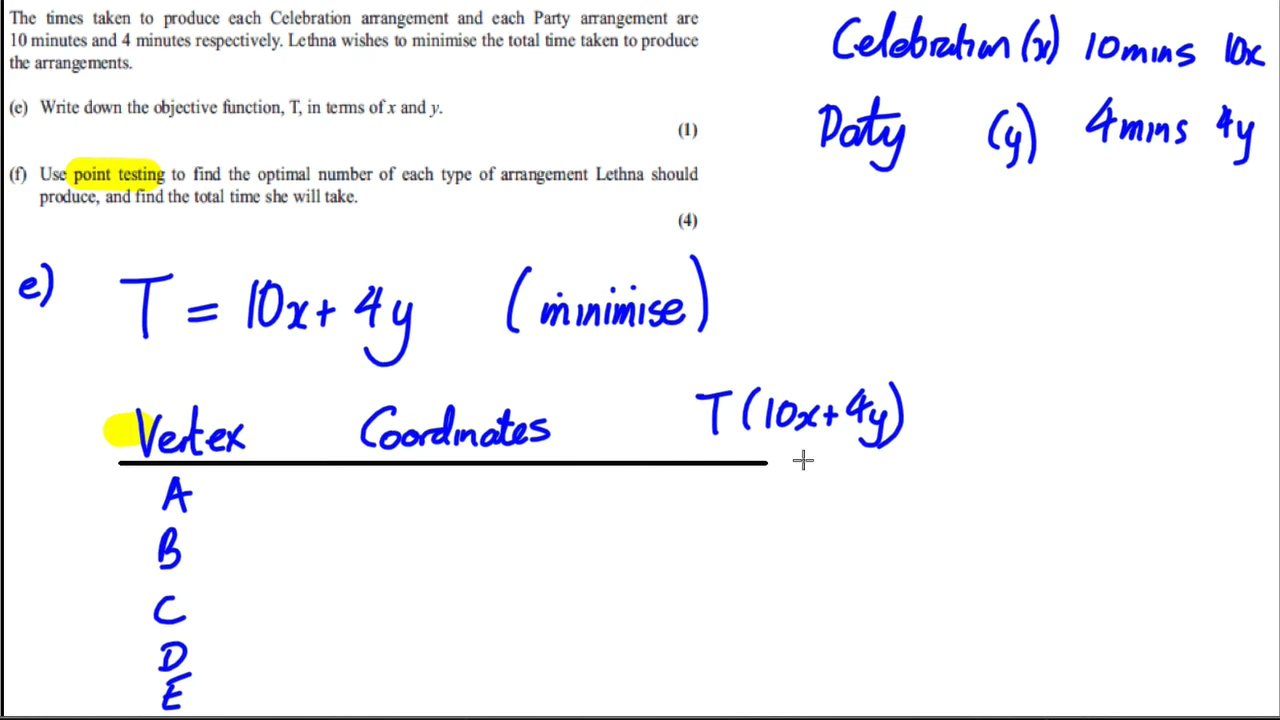 The times taken to produce each Celebration arrangement and each Party arrangement are
10 minutes and 4 minutes respectively. Lethna wishes to minimise the total time taken to produce
the arrangements.
(e) Write down the objective function, T, in terms of x and y.
(1)
(f) Use point testing to find the optimal number of each type of arrangement Lethna should
produce, and find the total time she will take.
(4)
Celebration (x) 10 mins 10x
Party (y) 4 mins 4y
e) T = 10x + 4y (minimise)
Vertex Coordinates T (10x + 4y)
A
B
C
D
E